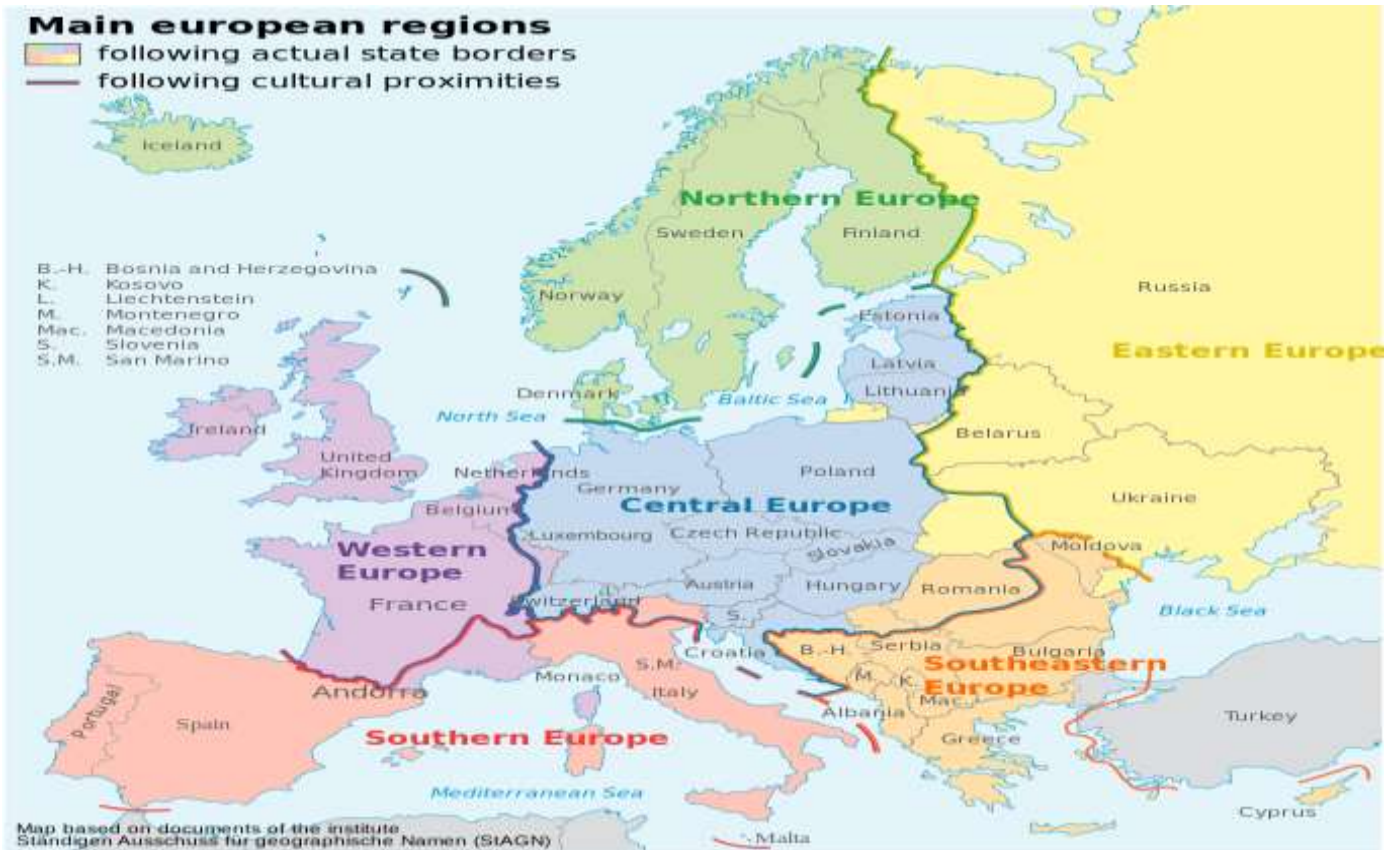 Main european regions
following actual state borders
following cultural proximities
Iceland
Northern Europe
Sweden
Finland
Norway
Russia
B.-H. Bosnia and Herzegovina
K. Kosovo
L. Liechtenstein
M. Montenegro
Mac. Macedonia
S. Slovenia
S.M. San Marino
Estonia
Eastern Europe
Latvia
Lithuania
Denmark
Baltic Sea
North Sea
Ireland
Belarus
United
Kingdom
Netherlands
Germany
Poland
Ukraine
Belgium
Central Europe
Luxembourg
Czech Republic
Slovakia
Moldova
Western
Europe
Austria
Hungary
Romania
France
Switzerland
S.
Black Sea
Croatia
B.-H.
Serbia
Bulgaria
Southeastern
Europe
S.M.
Monaco
Italy
M.
K.
Mac.
Andorra
Portugal
Spain
Albania
Turkey
Southern Europe
Greece
Mediterranean Sea
Cyprus
Malta
Map based on documents of the institute
Ständigen Ausschuss für geographische Namen (StAGN)